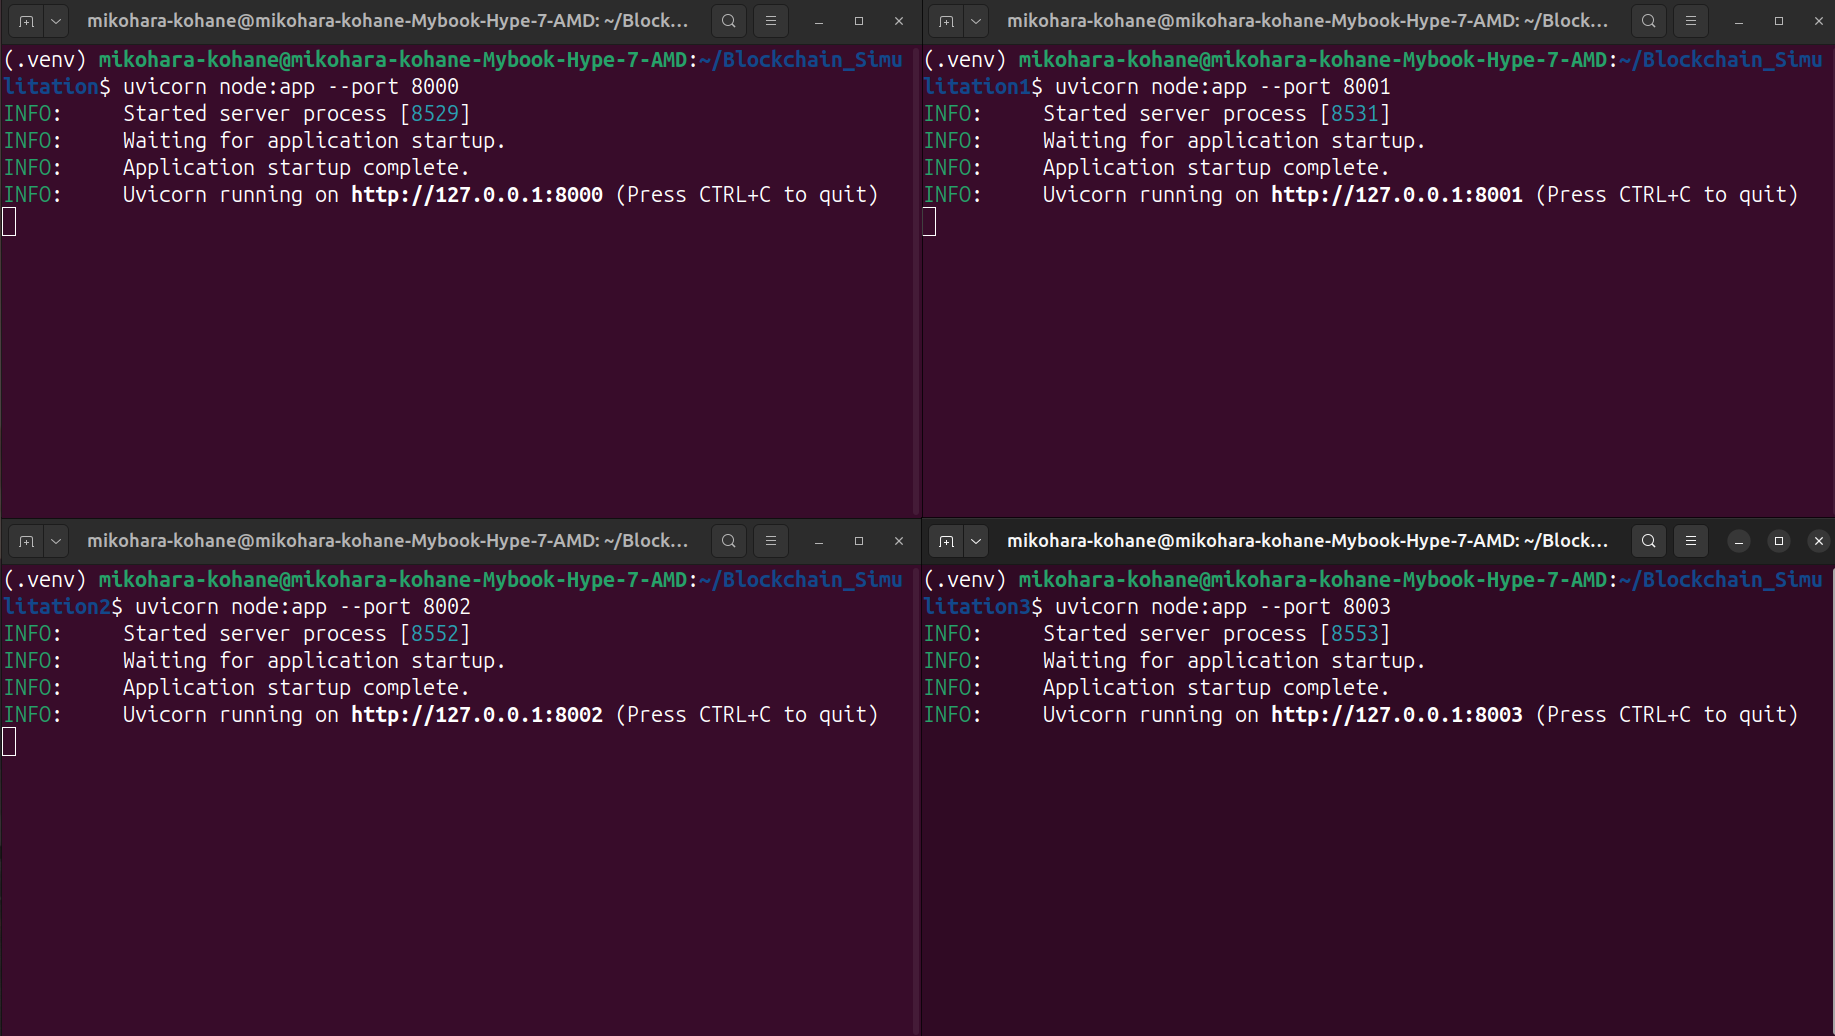 mikohara-kohane@mikohara-kohane-Mybook-Hype-7-AMD: ~/Block...
(.venv) mikohara-kohane@mikohara-kohane-Mybook-Hype-7-AMD:~/Blockchain_Simu
litation$ uvicorn node:app --port 8000
INFO:     Started server process [8529]
INFO:     Waiting for application startup.
INFO:     Application startup complete.
INFO:     Uvicorn running on http://127.0.0.1:8000 (Press CTRL+C to quit)
mikohara-kohane@mikohara-kohane-Mybook-Hype-7-AMD: ~/Block...
(.venv) mikohara-kohane@mikohara-kohane-Mybook-Hype-7-AMD:~/Blockchain_Simu
litation1$ uvicorn node:app --port 8001
INFO:     Started server process [8531]
INFO:     Waiting for application startup.
INFO:     Application startup complete.
INFO:     Uvicorn running on http://127.0.0.1:8001 (Press CTRL+C to quit)
mikohara-kohane@mikohara-kohane-Mybook-Hype-7-AMD: ~/Block...
(.venv) mikohara-kohane@mikohara-kohane-Mybook-Hype-7-AMD:~/Blockchain_Simu
litation2$ uvicorn node:app --port 8002
INFO:     Started server process [8552]
INFO:     Waiting for application startup.
INFO:     Application startup complete.
INFO:     Uvicorn running on http://127.0.0.1:8002 (Press CTRL+C to quit)
mikohara-kohane@mikohara-kohane-Mybook-Hype-7-AMD: ~/Block...
(.venv) mikohara-kohane@mikohara-kohane-Mybook-Hype-7-AMD:~/Blockchain_Simu
litation3$ uvicorn node:app --port 8003
INFO:     Started server process [8553]
INFO:     Waiting for application startup.
INFO:     Application startup complete.
INFO:     Uvicorn running on http://127.0.0.1:8003 (Press CTRL+C to quit)